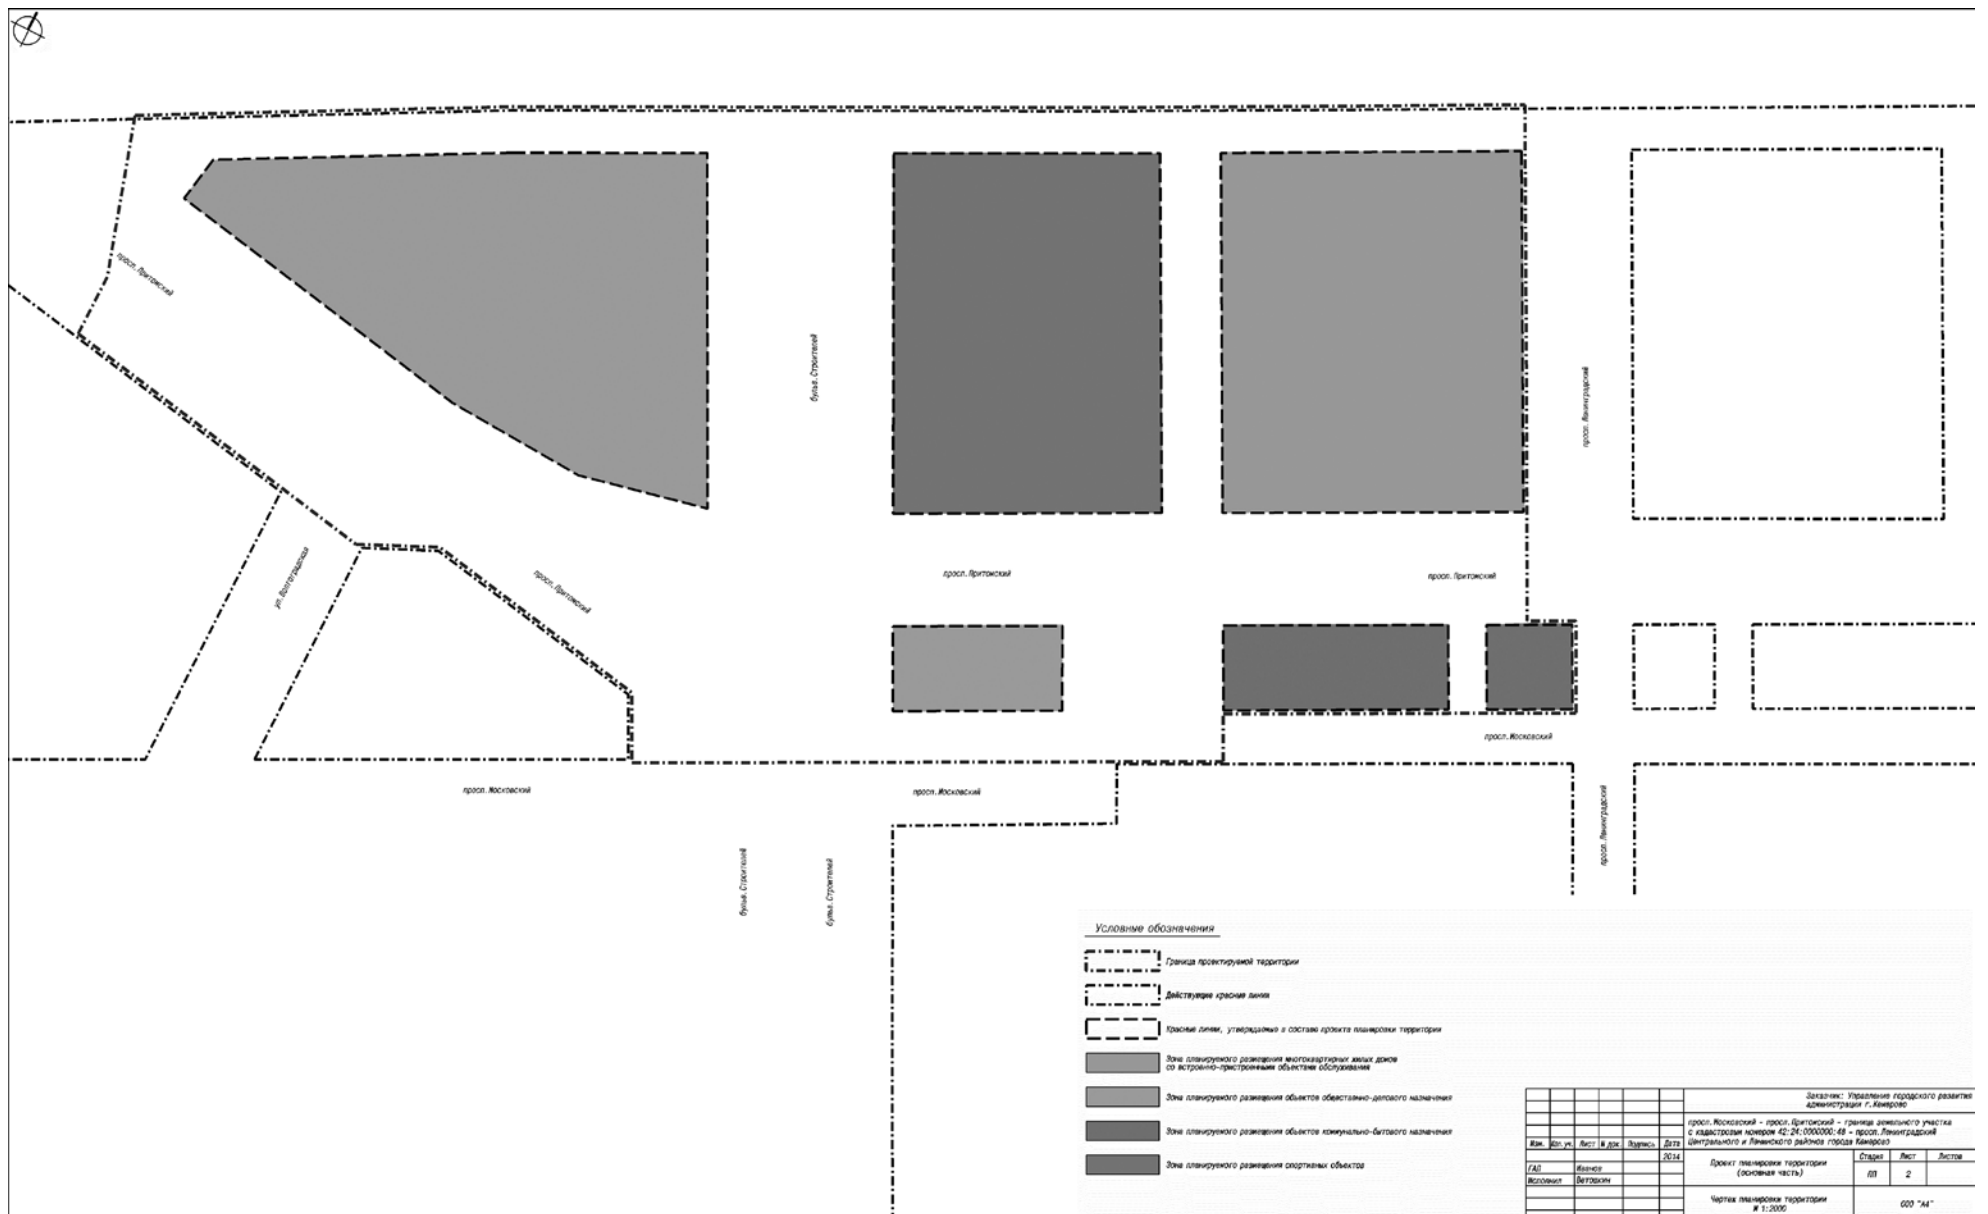 просп. Притомский
бульв. Строителей
просп. Ленинградский
ул. Волгоградская
просп. Притомский
просп. Притомский
просп. Притомский
просп. Московский
просп. Московский
просп. Московский
просп. Ленинградский
бульв. Строителей
бульв. Строителей
Условные обозначения
Граница проектируемой территории
Действующие красные линии
Красные линии, утверждаемые в составе проекта планировки территории
Зона планируемого размещения многоквартирных жилых домов
со встроенно-пристроенными объектами обслуживания
Зона планируемого размещения объектов общественно-делового назначения
Зона планируемого размещения объектов коммунально-бытового назначения
Зона планируемого размещения спортивных объектов
Заказчик: Управление городского развития
администрации г. Кемерово
просп. Московский - просп. Притомский - граница земельного участка
с кадастровым номером 42:24:0000000:48 - просп. Ленинградский
Центрального и Ленинского районов города Кемерово
Изм. Кол.уч. Лист № док. Подпись Дата
2014
ГАП Иванов
Исполнил Ветошкин
Проект планировки территории
(основная часть)
Стадия Лист Листов
ПП 2
Чертеж планировки территории
М 1:2000
ООО "А4"